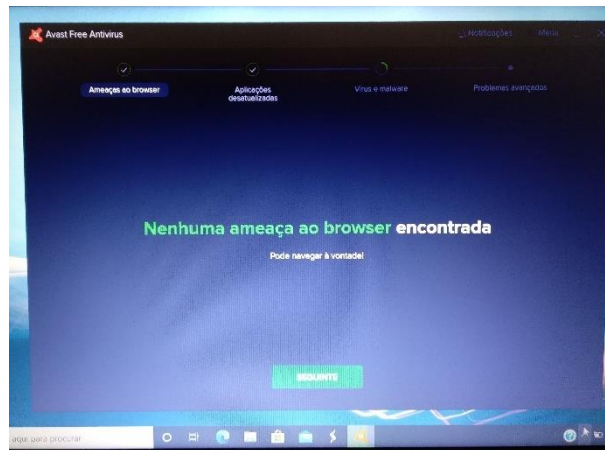 Avast Free Antivirus
Notificações
Menu
Ameaças ao browser
Aplicações
desatualizadas
Vírus e malware
Problemas avançados
Nenhuma ameaça ao browser encontrada
Pode navegar à vontade!
SEGUINTE
aqui para procurar